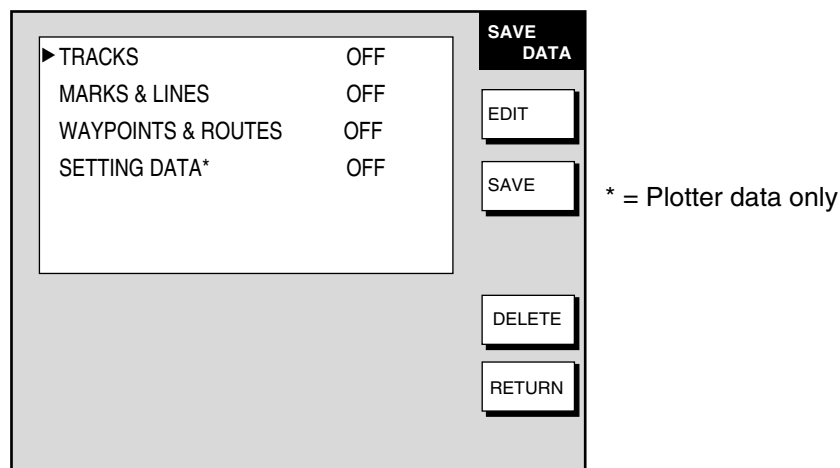 SAVE
DATA
▶TRACKS OFF
MARKS & LINES OFF
WAYPOINTS & ROUTES OFF
SETTING DATA* OFF
EDIT
SAVE
* = Plotter data only
DELETE
RETURN